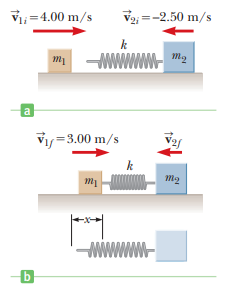 v⃗₁ᵢ = 4.00 m/s v⃗₂ᵢ = –2.50 m/s
k
m₁ m₂
a
v⃗₁f = 3.00 m/s v⃗₂f
k
m₁ m₂
x
b